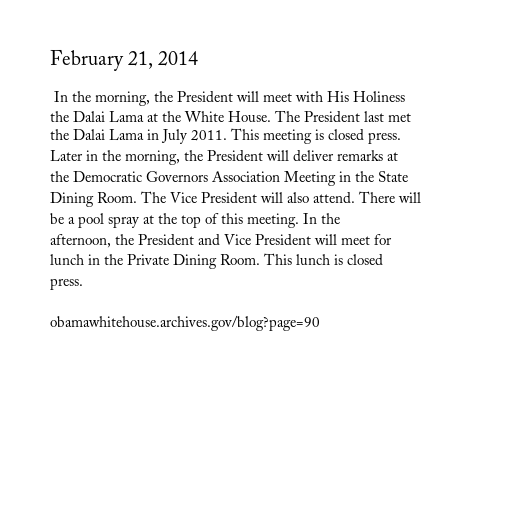 February 21, 2014
In the morning, the President will meet with His Holiness
the Dalai Lama at the White House. The President last met
the Dalai Lama in July 2011. This meeting is closed press.
Later in the morning, the President will deliver remarks at
the Democratic Governors Association Meeting in the State
Dining Room. The Vice President will also attend. There will
be a pool spray at the top of this meeting. In the
afternoon, the President and Vice President will meet for
lunch in the Private Dining Room. This lunch is closed
press.
obamawhitehouse.archives.gov/blog?page=90